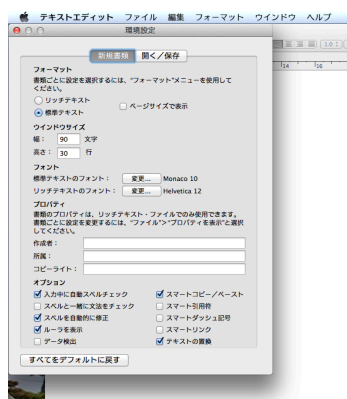 テキストエディット ファイル 編集 フォーマット ウインドウ ヘルプ
環境設定
新規書類 開く／保存
フォーマット
書類ごとに設定を選択するには、"フォーマット"メニューを使用して
ください。
リッチテキスト
標準テキスト
ページサイズで表示
ウインドウサイズ
幅： 90 文字
高さ： 30 行
フォント
標準テキストのフォント： 変更... Monaco 10
リッチテキストのフォント： 変更... Helvetica 12
プロパティ
書類のプロパティは、リッチテキスト・ファイルでのみ使用できます。
書類ごとに設定を変更するには、"ファイル">"プロパティを表示"と選択
してください。
作成者：
所属：
コピーライト：
オプション
入力中に自動スペルチェック スマートコピー／ペースト
スペルと一緒に文法をチェック スマート引用符
スペルを自動的に修正 スマートダッシュ記号
ルーラを表示 スマートリンク
データ検出 テキストの置換
すべてをデフォルトに戻す
1.0
14 16